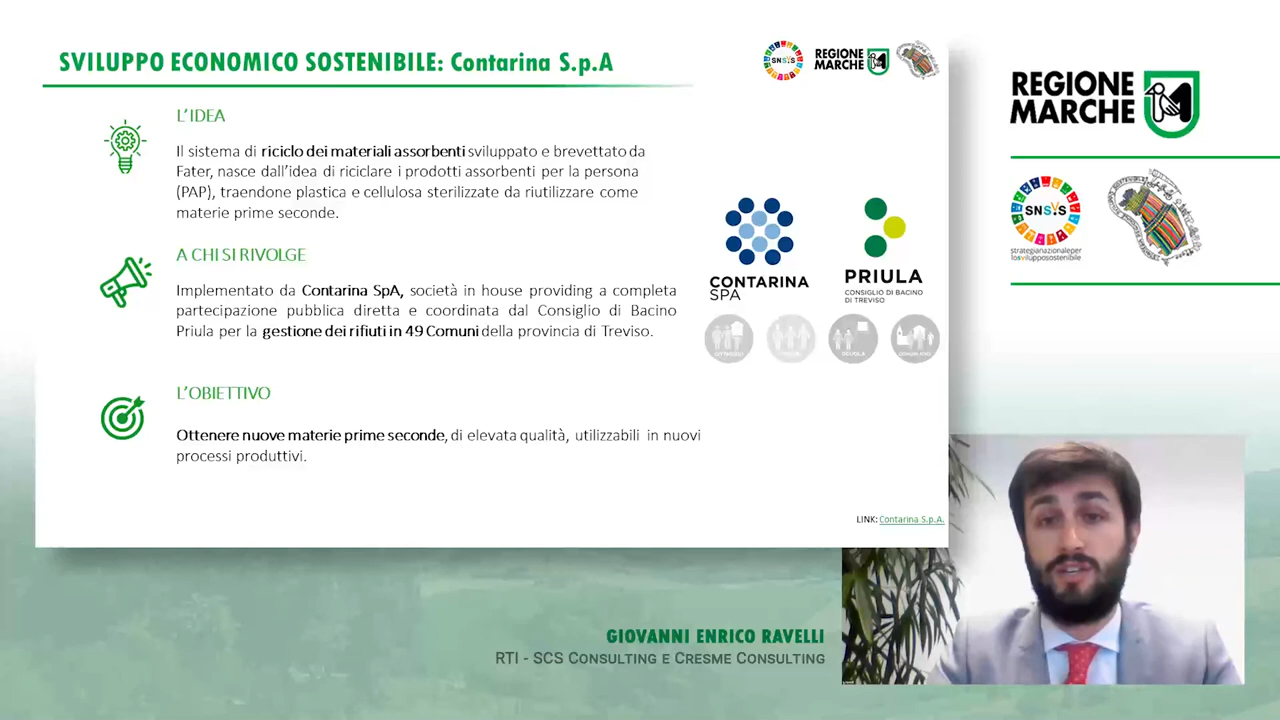 SVILUPPO ECONOMICO SOSTENIBILE: Contarina S.p.A
SNSVS
REGIONE
MARCHE
L'IDEA
Il sistema di riciclo dei materiali assorbenti sviluppato e brevettato da
Fater, nasce dall'idea di riciclare i prodotti assorbenti per la persona
(PAP), traendone plastica e cellulosa sterilizzate da riutilizzare come
materie prime seconde.
A CHI SI RIVOLGE
Implementato da Contarina SpA, società in house providing a completa
partecipazione pubblica diretta e coordinata dal Consiglio di Bacino
Priula per la gestione dei rifiuti in 49 Comuni della provincia di Treviso.
L'OBIETTIVO
Ottenere nuove materie prime seconde, di elevata qualità, utilizzabili in nuovi
processi produttivi.
CONTARINA
SPA
PRIULA
CONSIGLIO DI BACINO
DI TREVISO
LINK: Contarina S.p.A.
REGIONE
MARCHE
SNSVS
strategianazionaleper
losvilupposostenibile
GIOVANNI ENRICO RAVELLI
RTI - SCS CONSULTING E CRESME CONSULTING